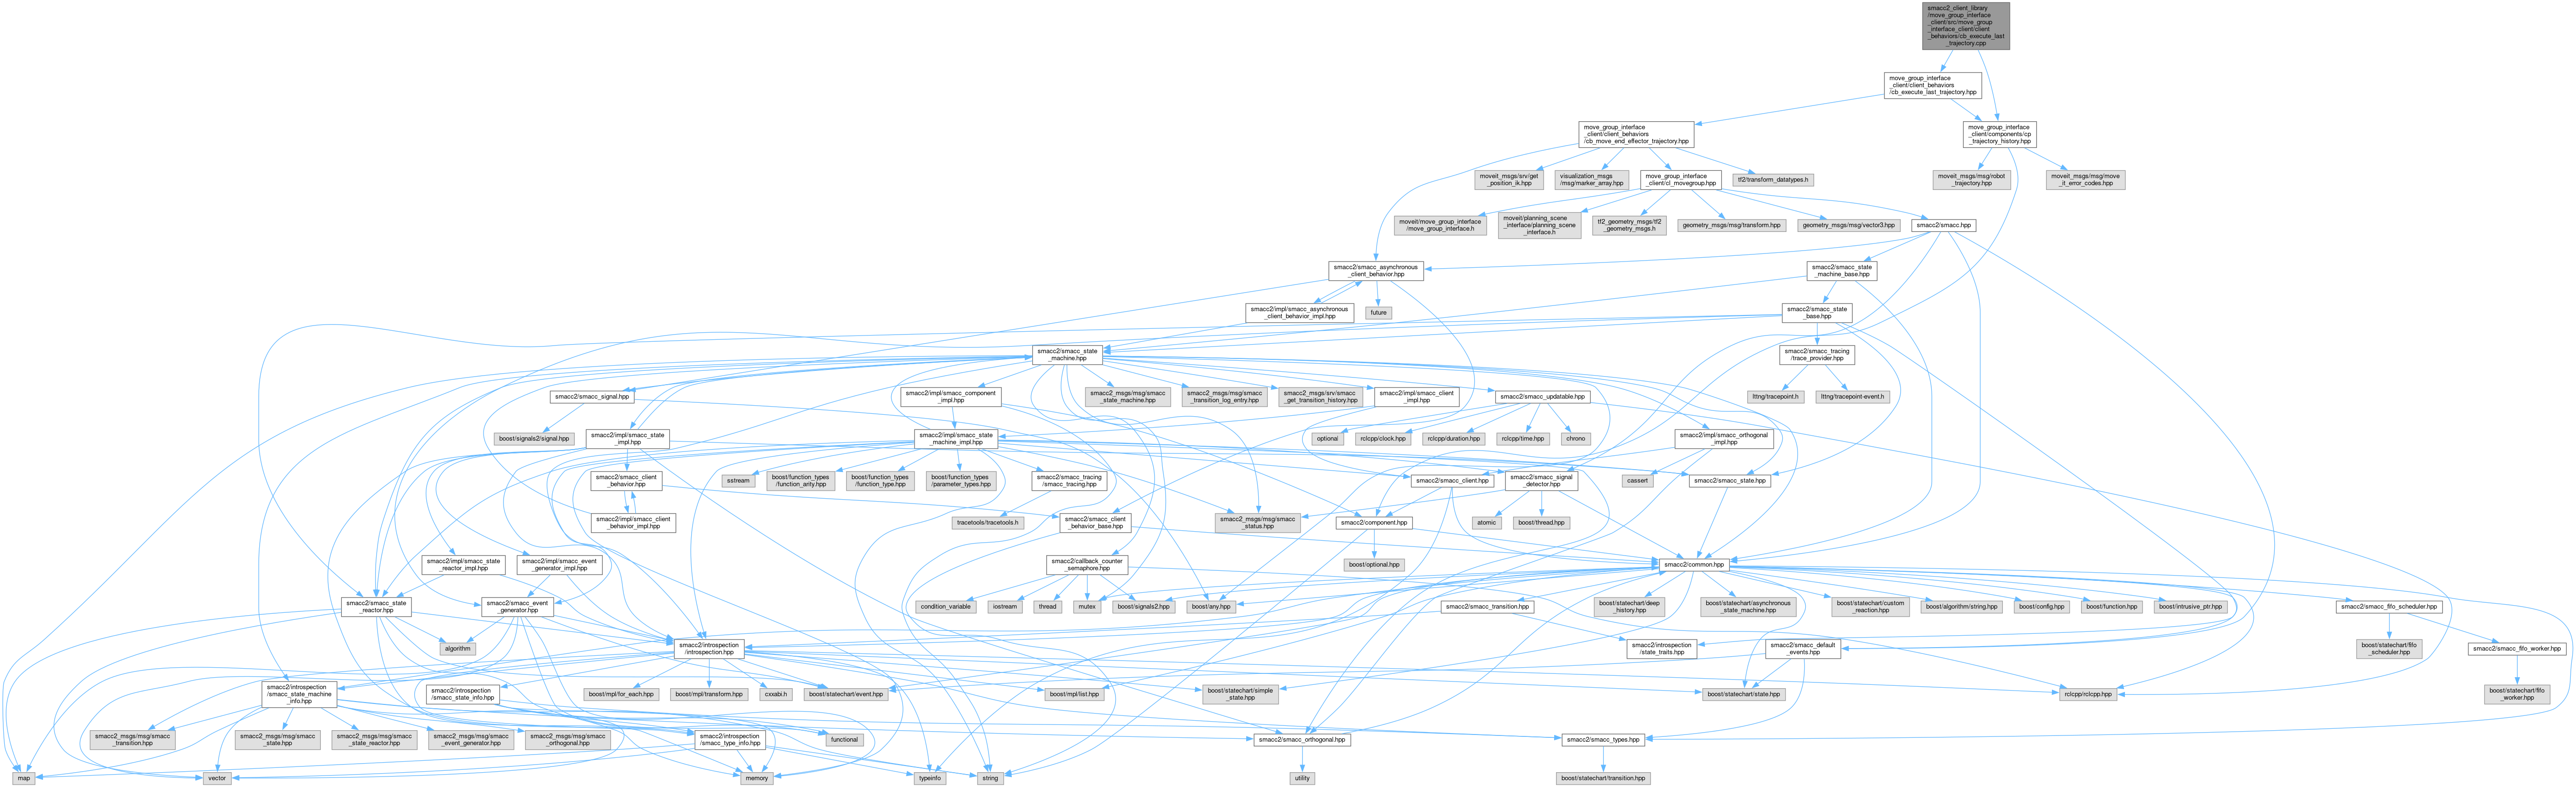 smacc2_client_library
/move_group_interface
_client/src/move_group
_interface_client/client
_behaviors/cb_execute_last
_trajectory.cpp
move_group_interface
_client/client_behaviors
/cb_execute_last_trajectory.hpp
move_group_interface
_client/client_behaviors
/cb_move_end_effector_trajectory.hpp
move_group_interface
_client/components/cp
_trajectory_history.hpp
moveit_msgs/srv/get
_position_ik.hpp
visualization_msgs
/msg/marker_array.hpp
move_group_interface
_client/cl_movegroup.hpp
tf2/transform_datatypes.h
moveit_msgs/msg/robot
_trajectory.hpp
moveit_msgs/msg/move
_it_error_codes.hpp
moveit/move_group_interface
/move_group_interface.h
moveit/planning_scene
_interface/planning_scene
_interface.h
tf2_geometry_msgs/tf2
_geometry_msgs.h
geometry_msgs/msg/transform.hpp
geometry_msgs/msg/vector3.hpp
smacc2/smacc.hpp
smacc2/smacc_asynchronous
_client_behavior.hpp
smacc2/smacc_state
_machine_base.hpp
smacc2/impl/smacc_asynchronous
_client_behavior_impl.hpp
future
smacc2/smacc_state
_base.hpp
smacc2/smacc_state
_machine.hpp
smacc2/smacc_tracing
/trace_provider.hpp
smacc2/smacc_signal.hpp
smacc2/impl/smacc_component
_impl.hpp
smacc2_msgs/msg/smacc
_state_machine.hpp
smacc2_msgs/msg/smacc
_transition_log_entry.hpp
smacc2_msgs/srv/smacc
_get_transition_history.hpp
smacc2/impl/smacc_client
_impl.hpp
smacc2/smacc_updatable.hpp
lttng/tracepoint.h
lttng/tracepoint-event.h
boost/signals2/signal.hpp
smacc2/impl/smacc_state
_impl.hpp
smacc2/impl/smacc_state
_machine_impl.hpp
optional
rclcpp/clock.hpp
rclcpp/duration.hpp
rclcpp/time.hpp
chrono
smacc2/impl/smacc_orthogonal
_impl.hpp
smacc2/smacc_client
_behavior.hpp
sstream
boost/function_types
/function_arity.hpp
boost/function_types
/function_type.hpp
boost/function_types
/parameter_types.hpp
smacc2/smacc_tracing
/smacc_tracing.hpp
smacc2/smacc_client.hpp
smacc2/smacc_signal
_detector.hpp
cassert
smacc2/smacc_state.hpp
smacc2/impl/smacc_client
_behavior_impl.hpp
tracetools/tracetools.h
smacc2/smacc_client
_behavior_base.hpp
smacc2_msgs/msg/smacc
_status.hpp
smacc2/component.hpp
atomic
boost/thread.hpp
smacc2/impl/smacc_state
_reactor_impl.hpp
smacc2/impl/smacc_event
_generator_impl.hpp
smacc2/callback_counter
_semaphore.hpp
boost/optional.hpp
smacc2/common.hpp
smacc2/smacc_state
_reactor.hpp
smacc2/smacc_event
_generator.hpp
condition_variable
iostream
thread
mutex
boost/signals2.hpp
boost/any.hpp
smacc2/smacc_transition.hpp
boost/statechart/deep
_history.hpp
boost/statechart/asynchronous
_state_machine.hpp
boost/statechart/custom
_reaction.hpp
boost/algorithm/string.hpp
boost/config.hpp
boost/function.hpp
boost/intrusive_ptr.hpp
smacc2/smacc_fifo_scheduler.hpp
algorithm
smacc2/introspection
/introspection.hpp
smacc2/introspection
/state_traits.hpp
smacc2/smacc_default
_events.hpp
boost/statechart/fifo
_scheduler.hpp
smacc2/smacc_fifo_worker.hpp
smacc2/introspection
/smacc_state_machine
_info.hpp
smacc2/introspection
/smacc_state_info.hpp
boost/mpl/for_each.hpp
boost/mpl/transform.hpp
cxxabi.h
boost/statechart/event.hpp
boost/mpl/list.hpp
boost/statechart/simple
_state.hpp
boost/statechart/state.hpp
rclcpp/rclcpp.hpp
boost/statechart/fifo
_worker.hpp
smacc2_msgs/msg/smacc
_transition.hpp
smacc2_msgs/msg/smacc
_state.hpp
smacc2_msgs/msg/smacc
_state_reactor.hpp
smacc2_msgs/msg/smacc
_event_generator.hpp
smacc2_msgs/msg/smacc
_orthogonal.hpp
smacc2/introspection
/smacc_type_info.hpp
functional
smacc2/smacc_orthogonal.hpp
smacc2/smacc_types.hpp
map
vector
memory
typeinfo
string
utility
boost/statechart/transition.hpp